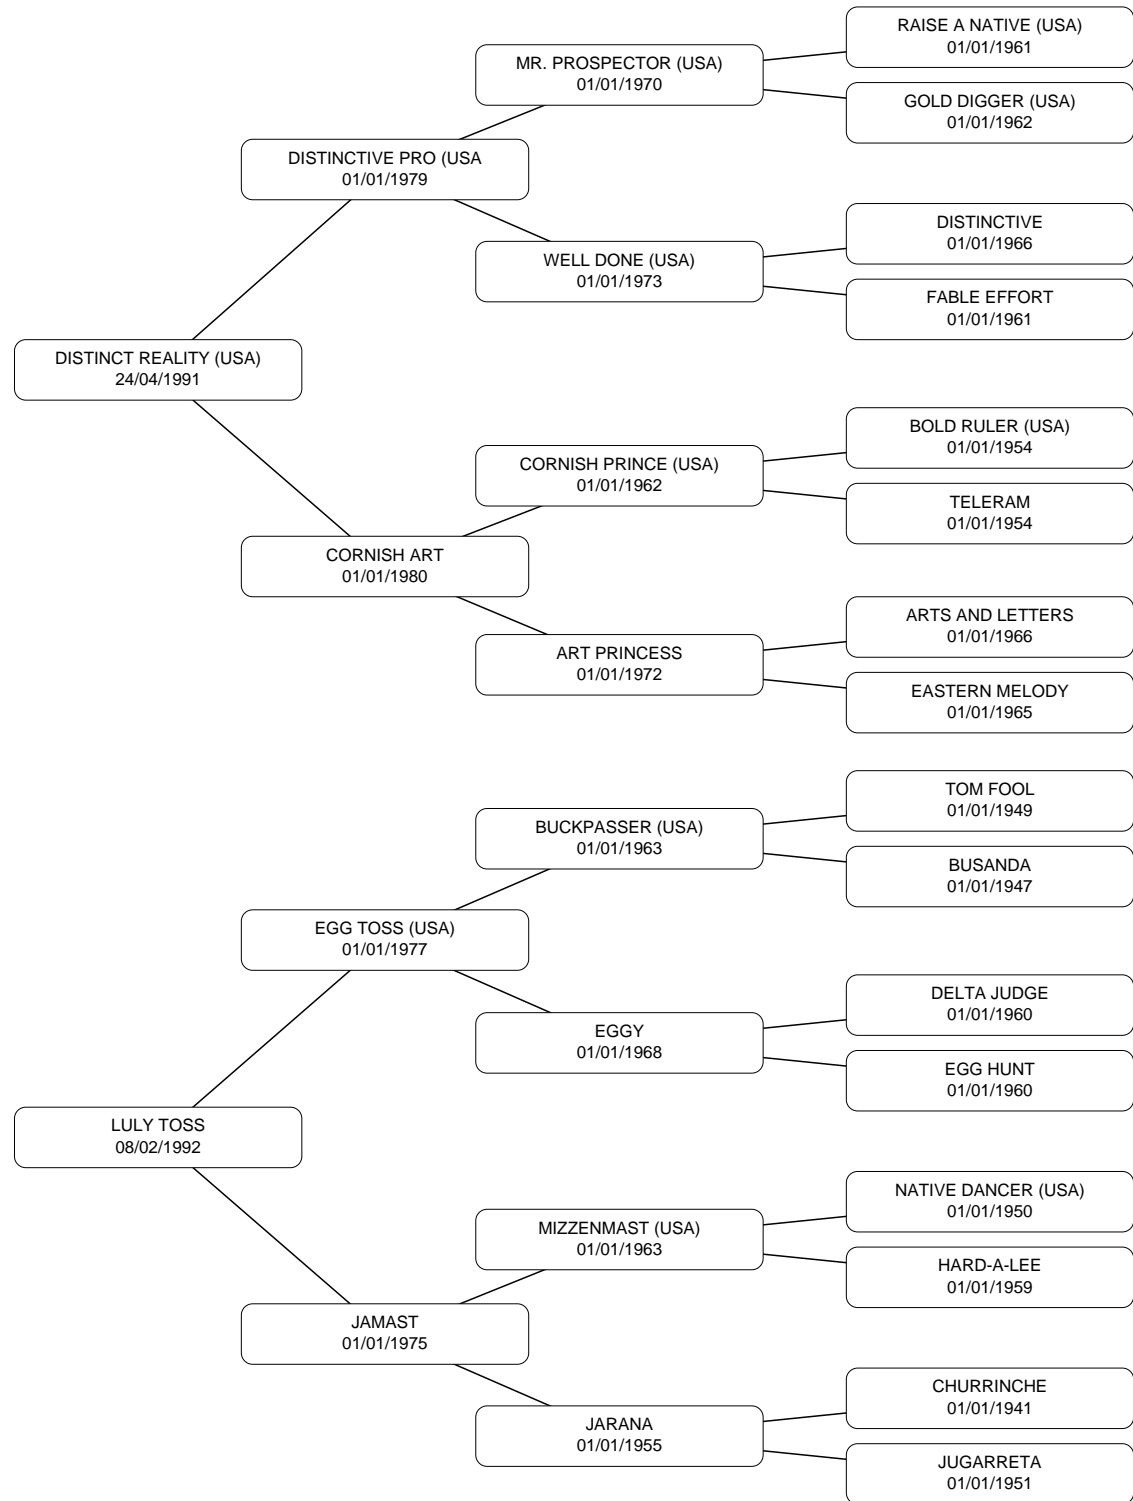 RAISE A NATIVE (USA)
01/01/1961
MR. PROSPECTOR (USA)
01/01/1970
GOLD DIGGER (USA)
01/01/1962
DISTINCTIVE PRO (USA
01/01/1979
DISTINCTIVE
01/01/1966
WELL DONE (USA)
01/01/1973
FABLE EFFORT
01/01/1961
DISTINCT REALITY (USA)
24/04/1991
BOLD RULER (USA)
01/01/1954
CORNISH PRINCE (USA)
01/01/1962
TELERAM
01/01/1954
CORNISH ART
01/01/1980
ARTS AND LETTERS
01/01/1966
ART PRINCESS
01/01/1972
EASTERN MELODY
01/01/1965
TOM FOOL
01/01/1949
BUCKPASSER (USA)
01/01/1963
BUSANDA
01/01/1947
EGG TOSS (USA)
01/01/1977
DELTA JUDGE
01/01/1960
EGGY
01/01/1968
EGG HUNT
01/01/1960
LULY TOSS
08/02/1992
NATIVE DANCER (USA)
01/01/1950
MIZZENMAST (USA)
01/01/1963
HARD-A-LEE
01/01/1959
JAMAST
01/01/1975
CHURRINCHE
01/01/1941
JARANA
01/01/1955
JUGARRETA
01/01/1951